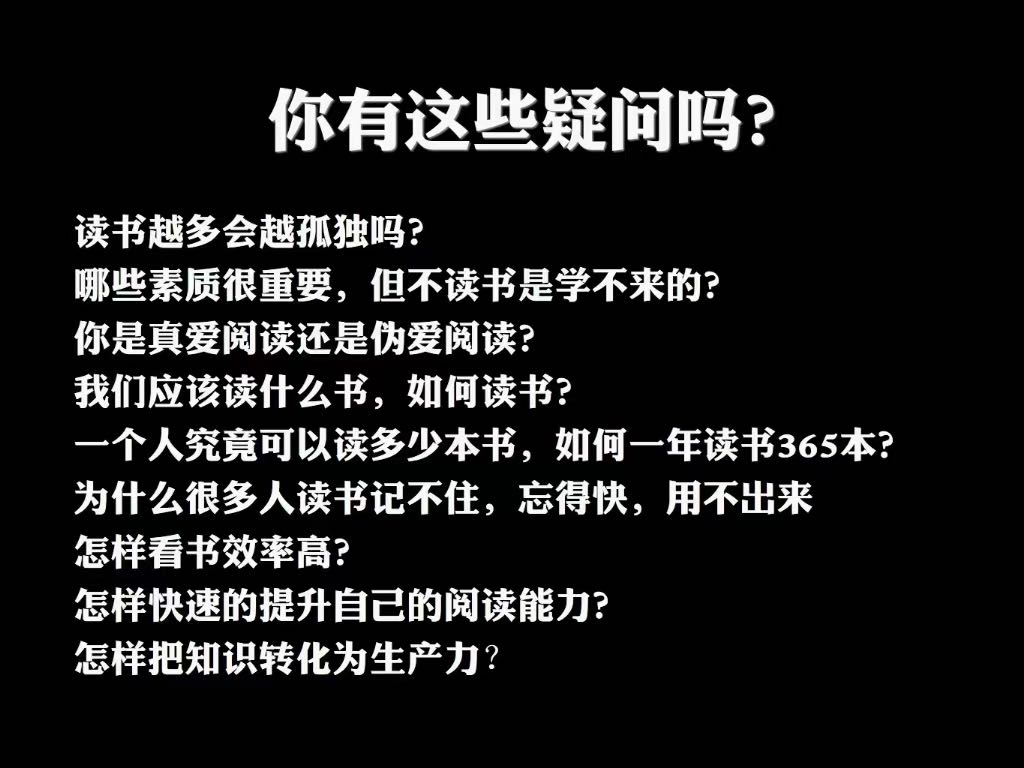 你有这些疑问吗?
读书越多会越孤独吗?
哪些素质很重要，但不读书是学不来的?
你是真爱阅读还是伪爱阅读?
我们应该读什么书，如何读书?
一个人究竟可以读多少本书，如何一年读书365本?
为什么很多人读书记不住，忘得快，用不出来
怎样看书效率高?
怎样快速的提升自己的阅读能力?
怎样把知识转化为生产力？